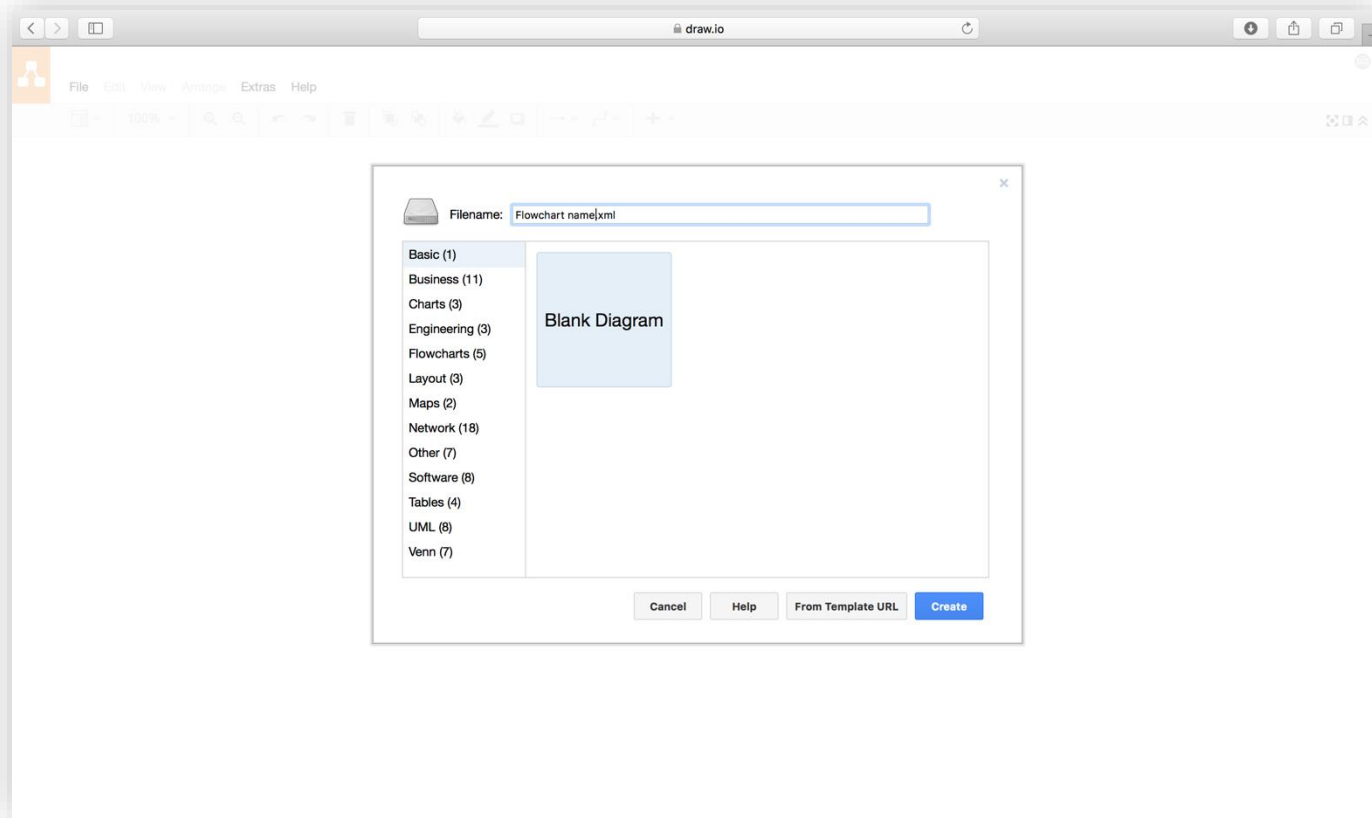 draw.io
File Edit View Arrange Extras Help
100%
Filename: Flowchart name.xml
Basic (1)
Business (11)
Charts (3)
Engineering (3)
Flowcharts (5)
Layout (3)
Maps (2)
Network (18)
Other (7)
Software (8)
Tables (4)
UML (8)
Venn (7)
Blank Diagram
Cancel Help From Template URL Create